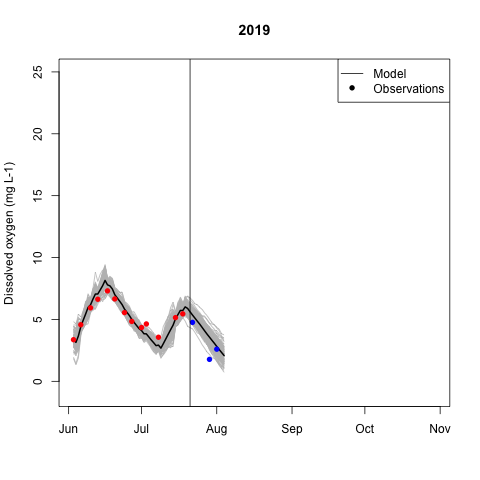 2019
Model
Observations
Dissolved oxygen (mg L-1)
25
20
15
10
5
0
Jun Jul Aug Sep Oct Nov